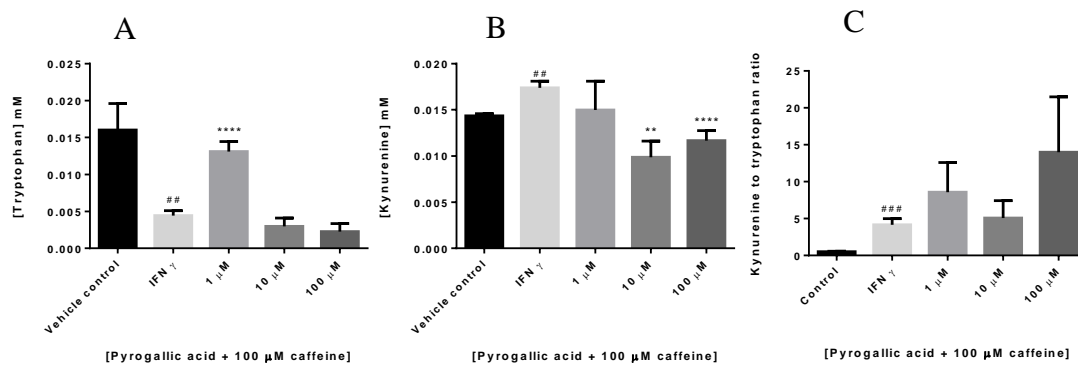 A
B
C
[Tryptophan] mM
0.025
0.020
0.015
0.010
0.005
0.000
##
****
Vehicle control
IFN γ
1 μM
10 μM
100 μM
[Pyrogallic acid + 100 μM caffeine]
[Kynurenine] mM
0.020
0.015
0.010
0.005
0.000
##
**
****
Vehicle control
IFN γ
1 μM
10 μM
100 μM
[Pyrogallic acid + 100 μM caffeine]
Kynurenine to tryptophan ratio
25
20
15
10
5
0
###
Control
IFN γ
1 μM
10 μM
100 μM
[Pyrogallic acid + 100 μM caffeine]